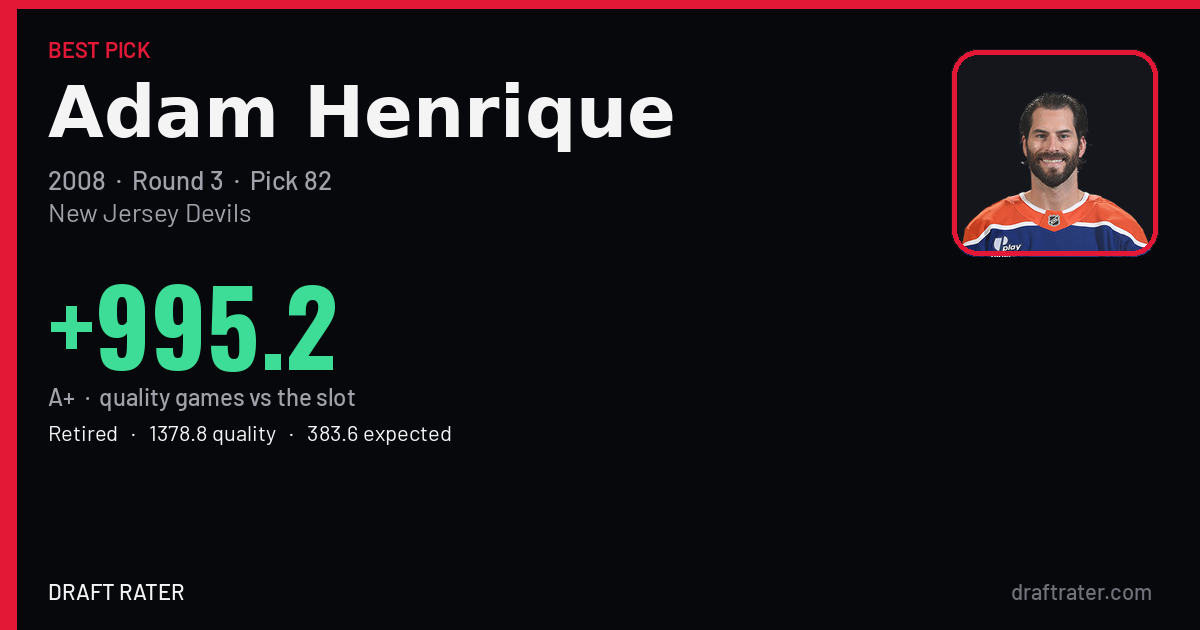 BEST PICK
Adam Henrique
2008 · Round 3 · Pick 82
New Jersey Devils
play
+995.2
A+ · quality games vs the slot
Retired · 1378.8 quality · 383.6 expected
DRAFT RATER
draftrater.com